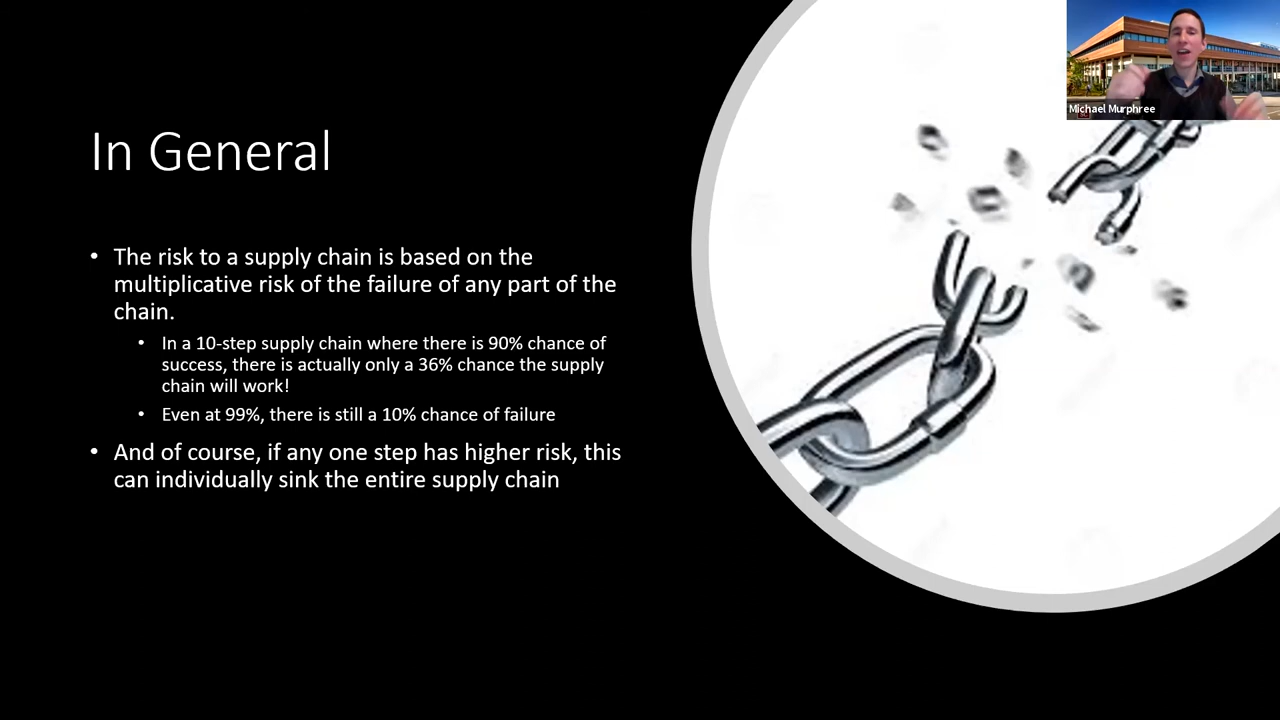 Michael Murphree
In General
• The risk to a supply chain is based on the
multiplicative risk of the failure of any part of the
chain.
• In a 10-step supply chain where there is 90% chance of
success, there is actually only a 36% chance the supply
chain will work!
• Even at 99%, there is still a 10% chance of failure
• And of course, if any one step has higher risk, this
can individually sink the entire supply chain